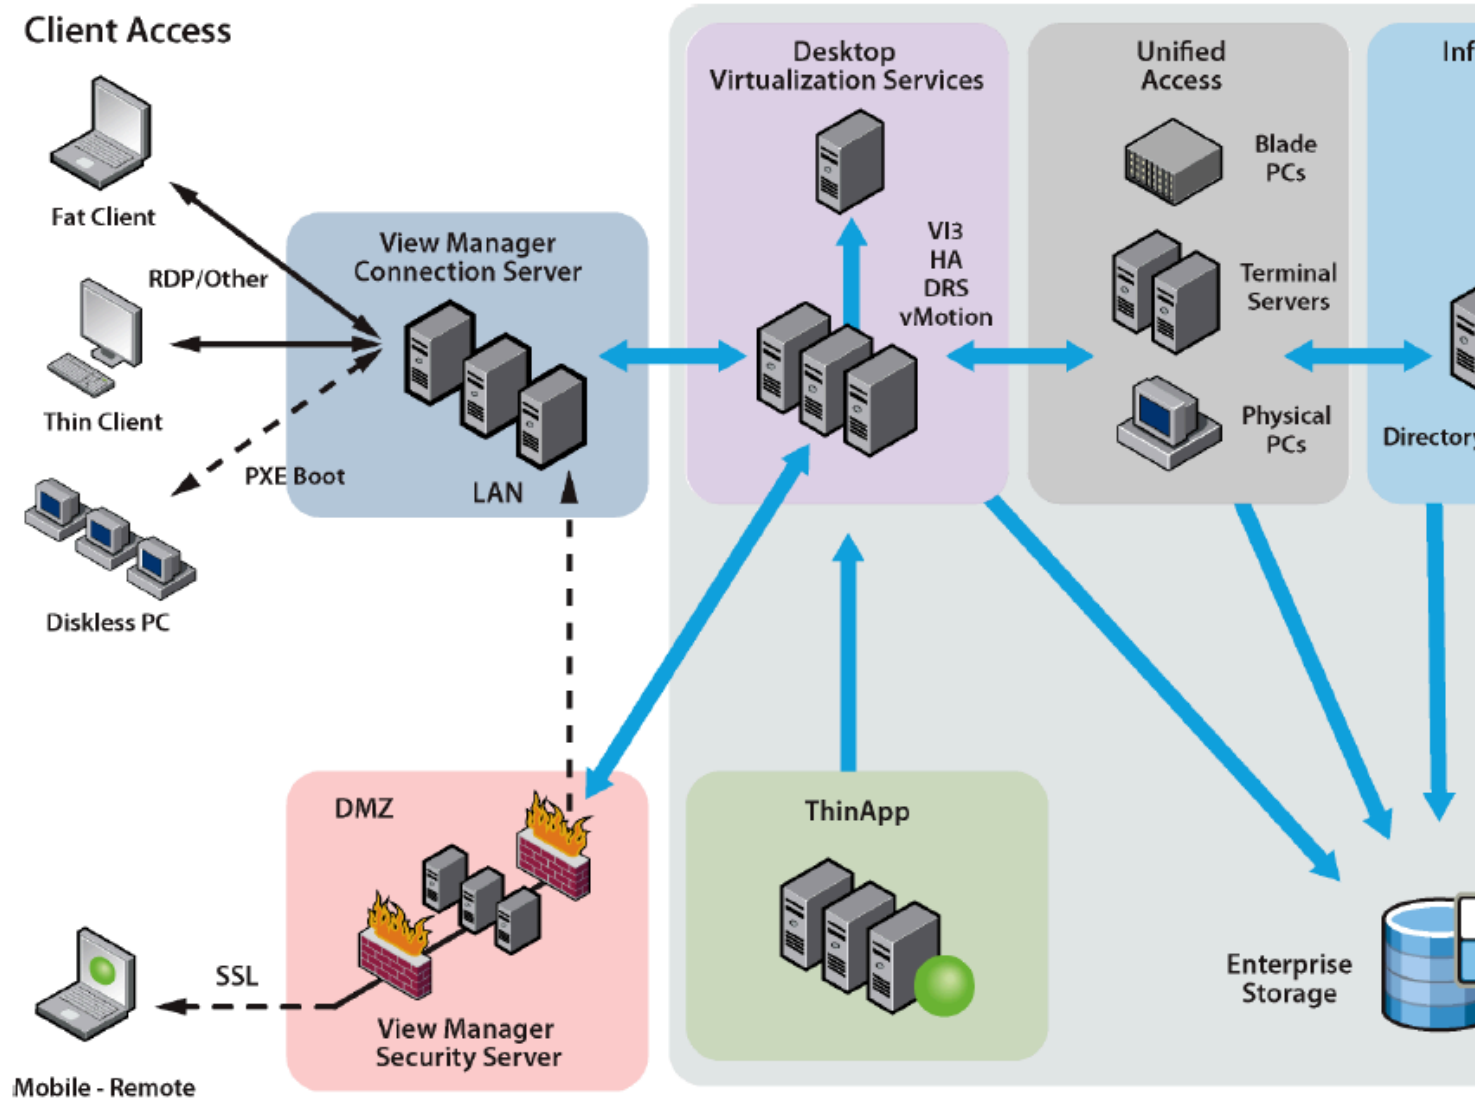 Client Access
Fat Client
RDP/Other
Thin Client
PXE Boot
Diskless PC
View Manager
Connection Server
LAN
Desktop
Virtualization Services
VI3
HA
DRS
vMotion
Unified
Access
Blade
PCs
Terminal
Servers
Physical
PCs
Inf
Directory
DMZ
View Manager
Security Server
SSL
Mobile - Remote
ThinApp
Enterprise
Storage